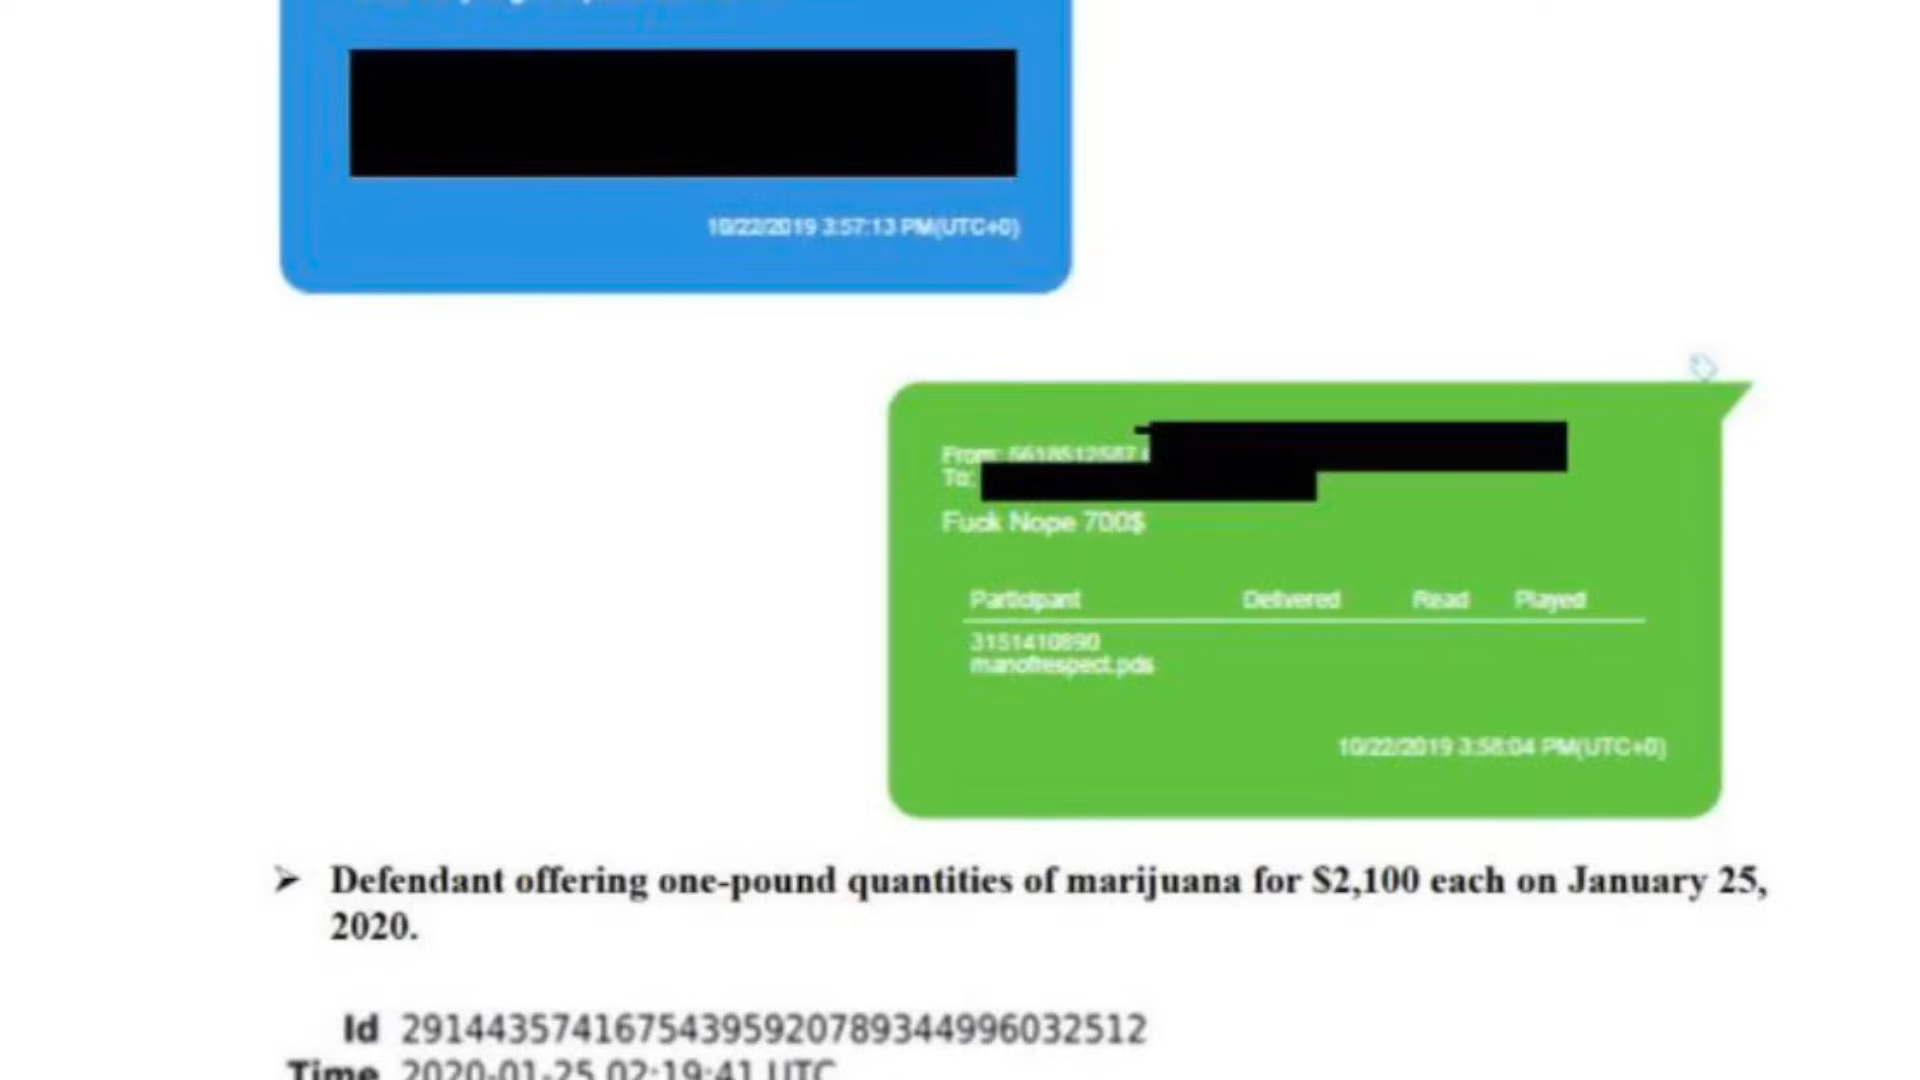 10/22/2019 3:57:13 PM(UTC+0)
From:
To:
Fuck Nope 700$
Participant Delivered Read Played
3151410890
manofrespect.pds
10/22/2019 3:58:04 PM(UTC+0)
➤ Defendant offering one-pound quantities of marijuana for $2,100 each on January 25,
2020.
Id 29144357416754395920789344996032512
Time 2020-01-25 02:19:41 UTC